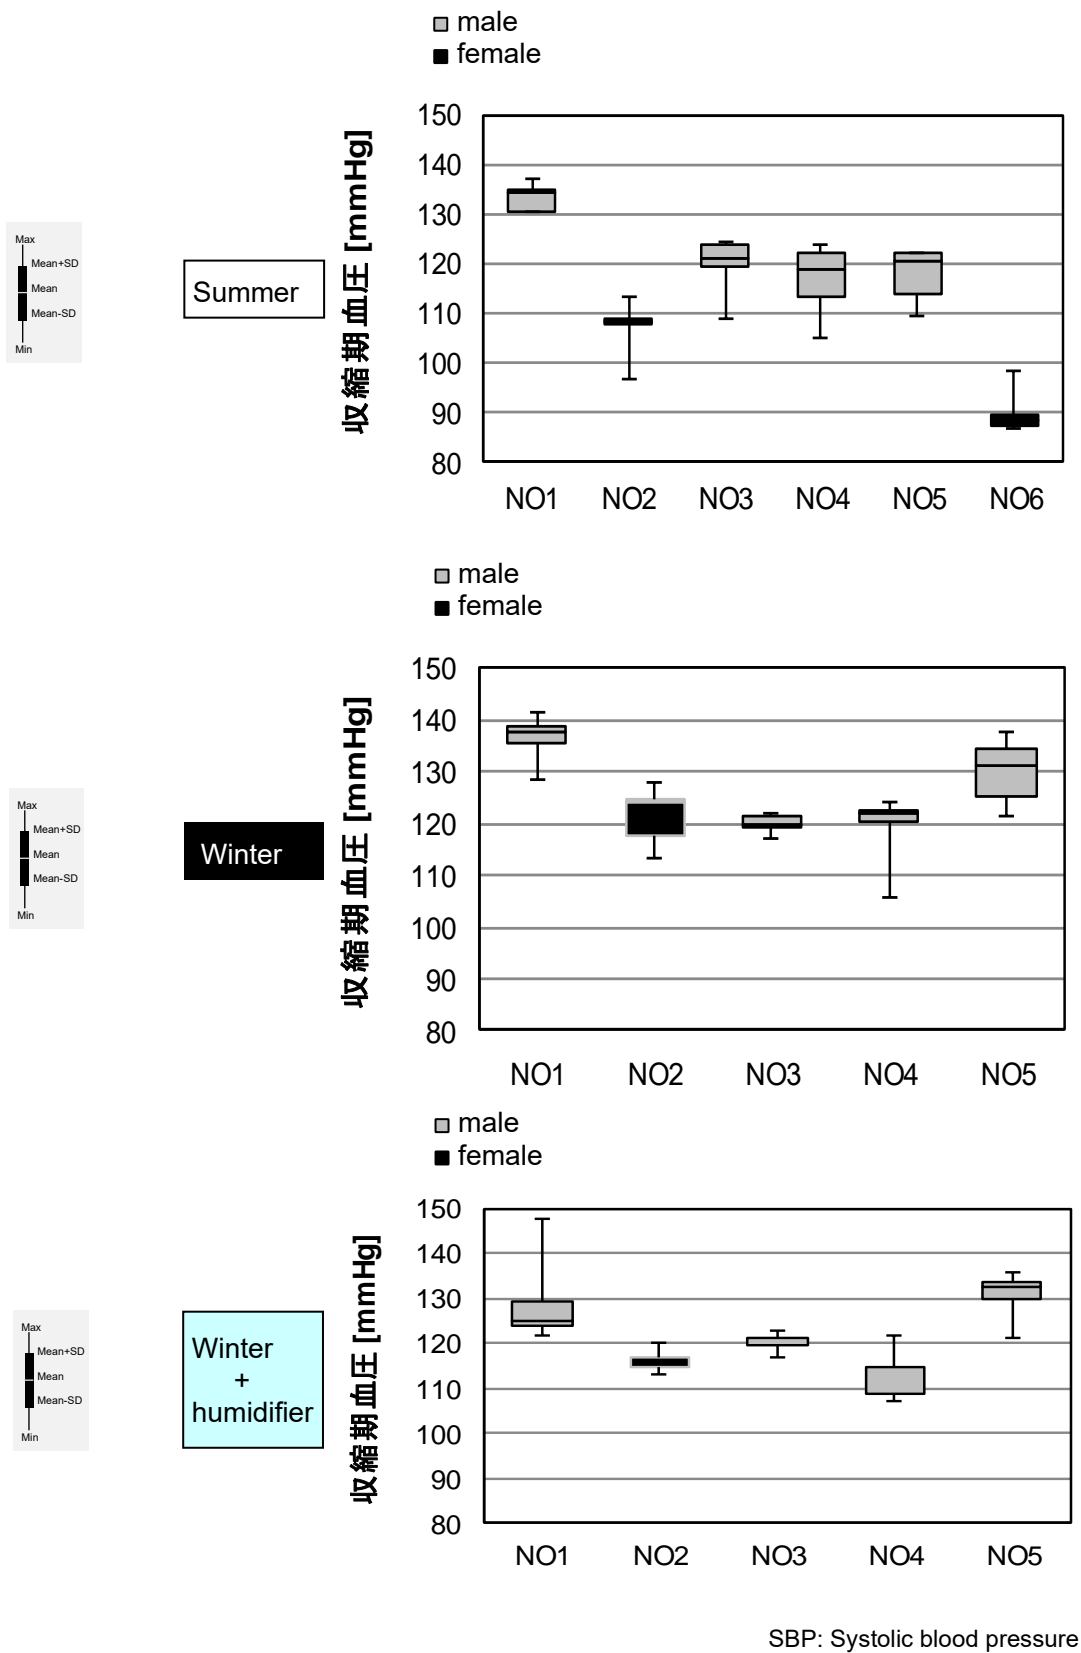 male
female
150
140
130
120
110
100
90
80
収縮期血圧 [mmHg]
Max
Mean+SD
Mean
Mean-SD
Min
Summer
NO1 NO2 NO3 NO4 NO5 NO6
male
female
150
140
130
120
110
100
90
80
収縮期血圧 [mmHg]
Max
Mean+SD
Mean
Mean-SD
Min
Winter
NO1 NO2 NO3 NO4 NO5
male
female
150
140
130
120
110
100
90
80
収縮期血圧 [mmHg]
Max
Mean+SD
Mean
Mean-SD
Min
Winter
+
humidifier
NO1 NO2 NO3 NO4 NO5
SBP: Systolic blood pressure